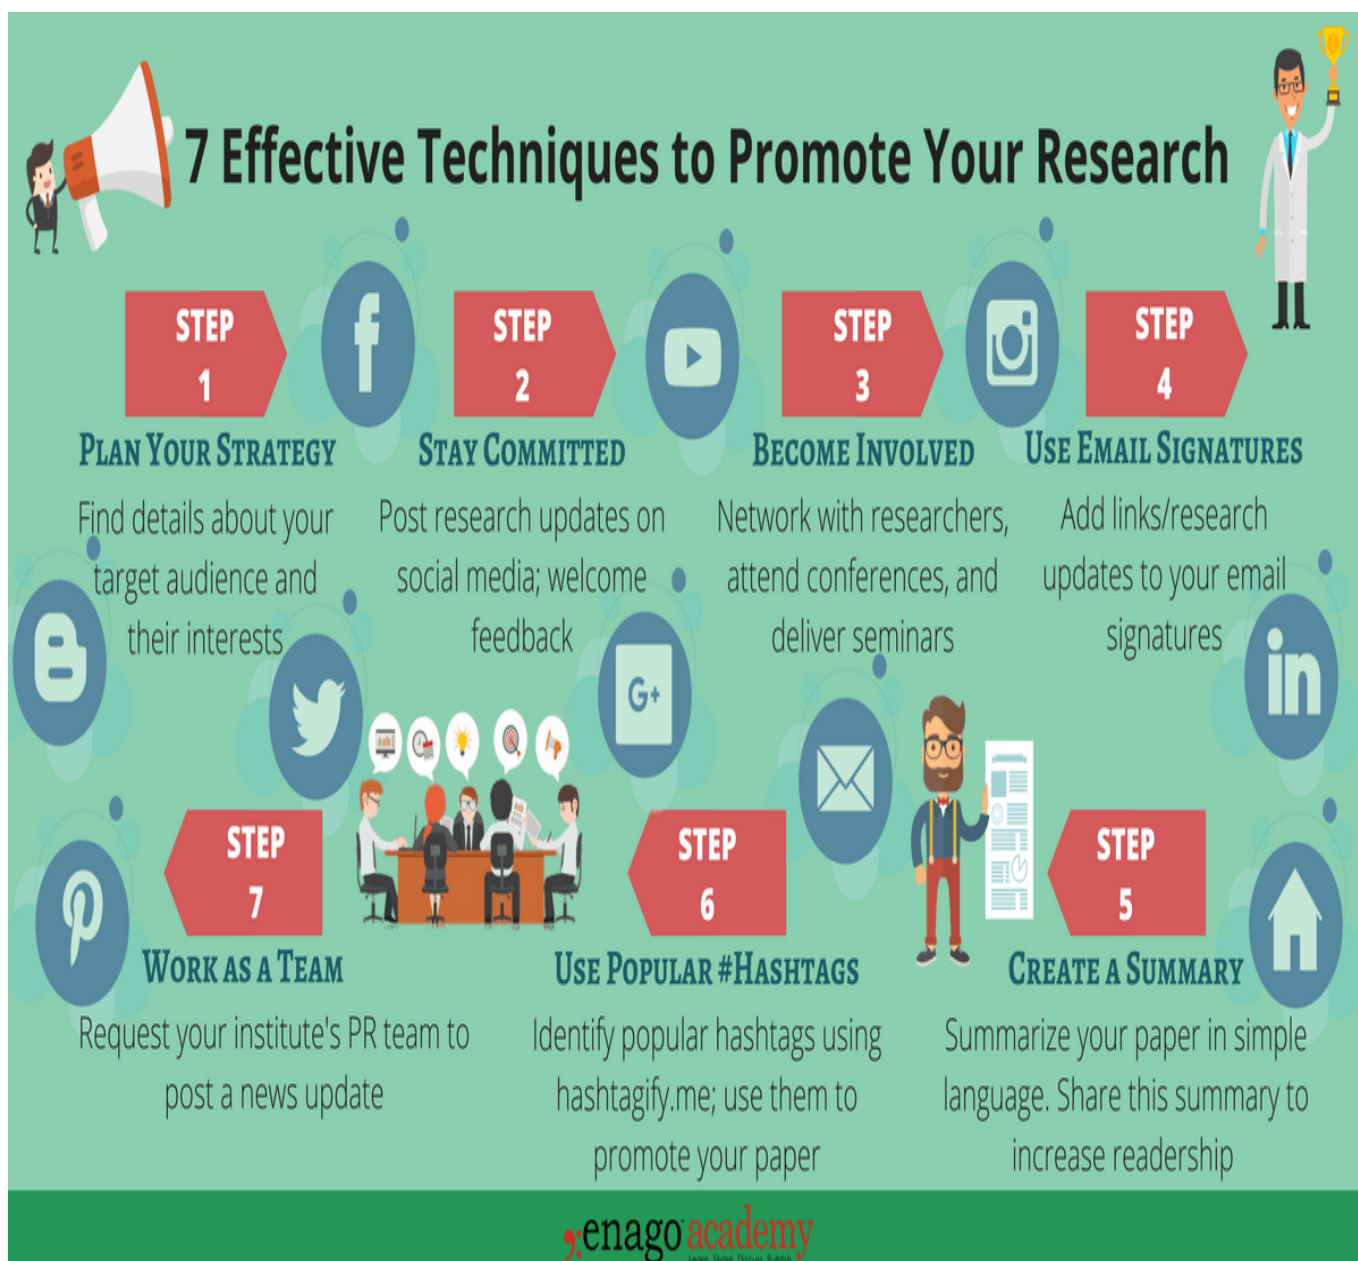 7 Effective Techniques to Promote Your Research
STEP
1
PLAN YOUR STRATEGY
Find details about your
target audience and
their interests
STEP
2
STAY COMMITTED
Post research updates on
social media; welcome
feedback
STEP
3
BECOME INVOLVED
Network with researchers,
attend conferences, and
deliver seminars
STEP
4
USE EMAIL SIGNATURES
Add links/research
updates to your email
signatures
STEP
5
CREATE A SUMMARY
Summarize your paper in simple
language. Share this summary to
increase readership
STEP
6
USE POPULAR #HASHTAGS
Identify popular hashtags using
hashtagify.me; use them to
promote your paper
STEP
7
WORK AS A TEAM
Request your institute's PR team to
post a news update
G+
in
enago academy
Learn. Share. Discuss. Publish.